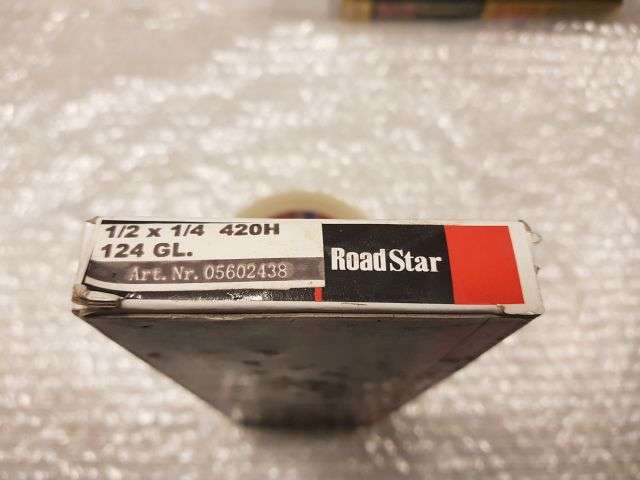 1/2 x 1/4 420H
124 GL.
Art. Nr. 05602438
RoadStar